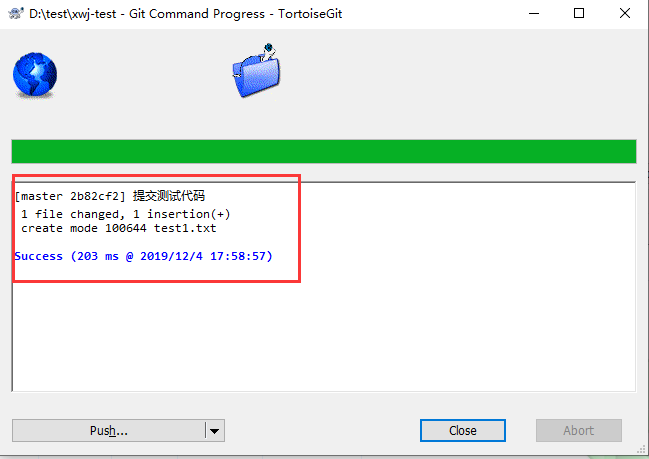 D:\test\xwj-test - Git Command Progress - TortoiseGit
[master 2b82cf2] 提交测试代码
1 file changed, 1 insertion(+)
create mode 100644 test1.txt
Success (203 ms @ 2019/12/4 17:58:57)
Push...
Close
Abort